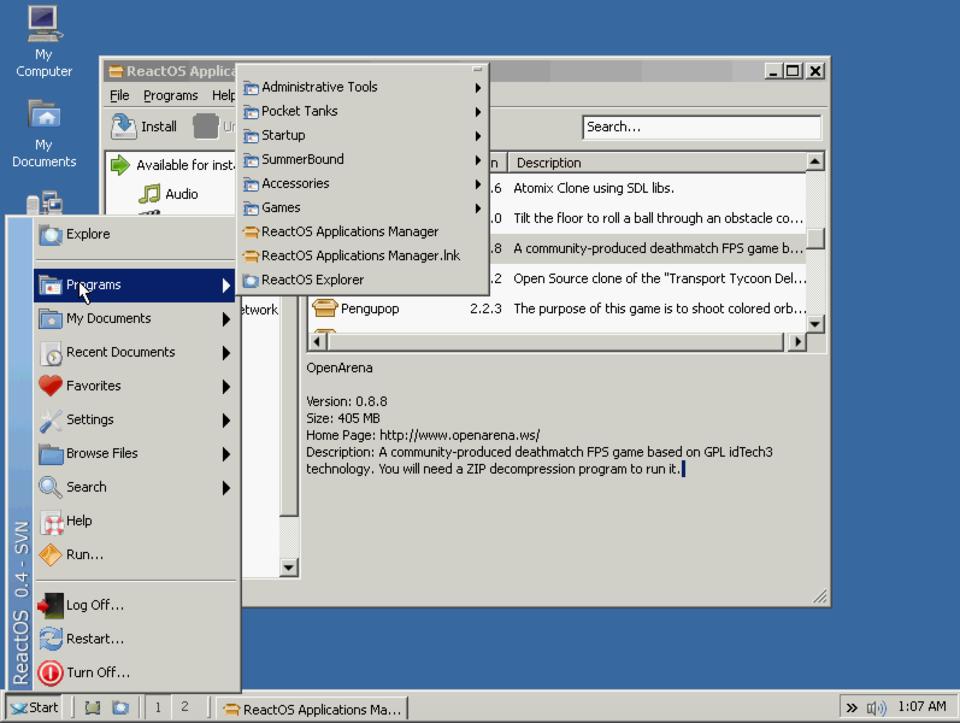 My
Computer
My
Documents
ReactOS Applica
File Programs Help
Install
Search...
Available for inst
Audio
Description
.6 Atomix Clone using SDL libs.
.0 Tilt the floor to roll a ball through an obstacle co...
.8 A community-produced deathmatch FPS game b...
.2 Open Source clone of the "Transport Tycoon Del...
Pengupop 2.2.3 The purpose of this game is to shoot colored orb...
OpenArena
Version: 0.8.8
Size: 405 MB
Home Page: http://www.openarena.ws/
Description: A community-produced deathmatch FPS game based on GPL idTech3
technology. You will need a ZIP decompression program to run it.
Administrative Tools
Pocket Tanks
Startup
SummerBound
Accessories
Games
ReactOS Applications Manager
ReactOS Applications Manager.lnk
ReactOS Explorer
Explore
Programs
My Documents
Recent Documents
Favorites
Settings
Browse Files
Search
Help
Run...
Log Off...
Restart...
Turn Off...
ReactOS 0.4 - SVN
Start
1 2
ReactOS Applications Ma...
1:07 AM